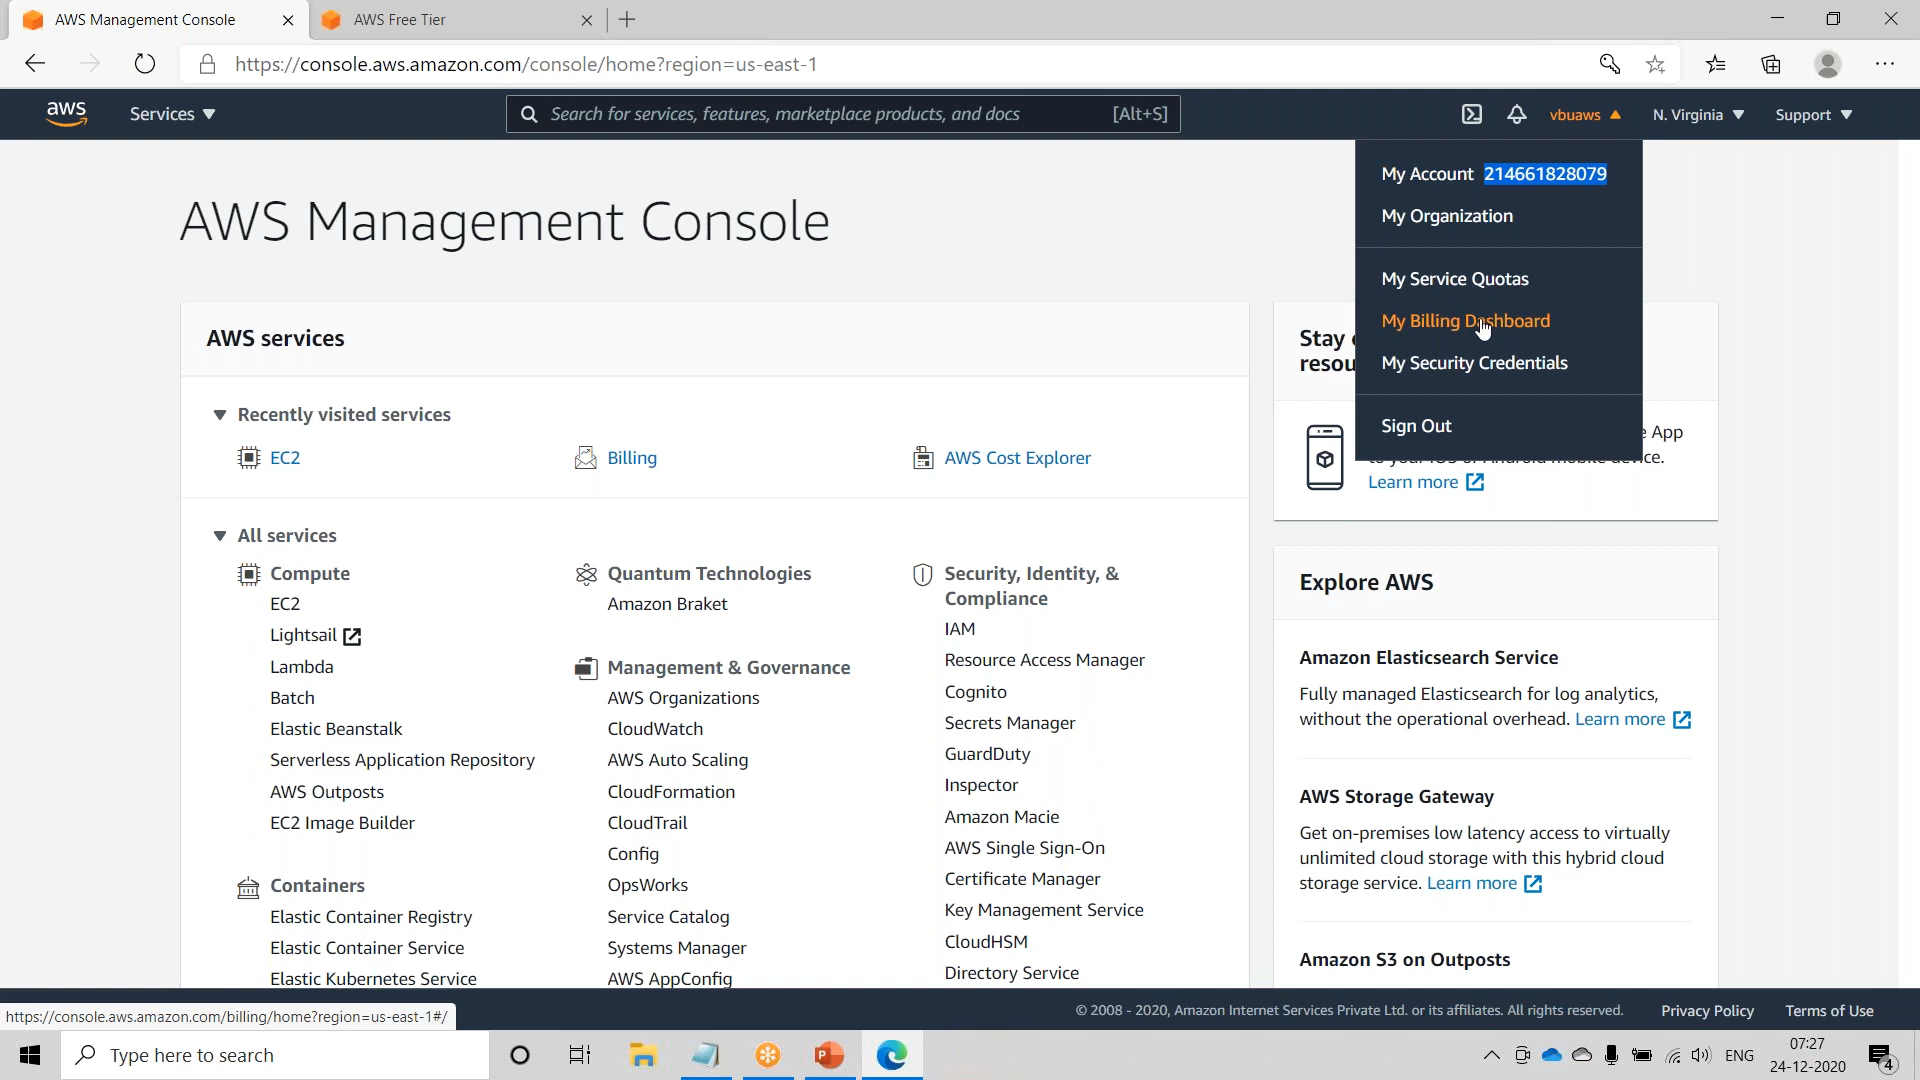 AWS Management Console
AWS Free Tier
https://console.aws.amazon.com/console/home?region=us-east-1
aws
Services
Search for services, features, marketplace products, and docs [Alt+S]
vbuaws
N. Virginia
Support
My Account 214661828079
My Organization
My Service Quotas
My Billing Dashboard
My Security Credentials
Sign Out
AWS Management Console
AWS services
Recently visited services
EC2
Billing
AWS Cost Explorer
All services
Compute
EC2
Lightsail
Lambda
Batch
Elastic Beanstalk
Serverless Application Repository
AWS Outposts
EC2 Image Builder
Containers
Elastic Container Registry
Elastic Container Service
Elastic Kubernetes Service
Quantum Technologies
Amazon Braket
Management & Governance
AWS Organizations
CloudWatch
AWS Auto Scaling
CloudFormation
CloudTrail
Config
OpsWorks
Service Catalog
Systems Manager
AWS AppConfig
Security, Identity, &
Compliance
IAM
Resource Access Manager
Cognito
Secrets Manager
GuardDuty
Inspector
Amazon Macie
AWS Single Sign-On
Certificate Manager
Key Management Service
CloudHSM
Directory Service
Stay
App
Learn more
Explore AWS
Amazon Elasticsearch Service
Fully managed Elasticsearch for log analytics,
without the operational overhead. Learn more
AWS Storage Gateway
Get on-premises low latency access to virtually
unlimited cloud storage with this hybrid cloud
storage service. Learn more
Amazon S3 on Outposts
https://console.aws.amazon.com/billing/home?region=us-east-1#/
© 2008 - 2020, Amazon Internet Services Private Ltd. or its affiliates. All rights reserved.
Privacy Policy
Terms of Use
Type here to search
ENG
07:27
24-12-2020
4